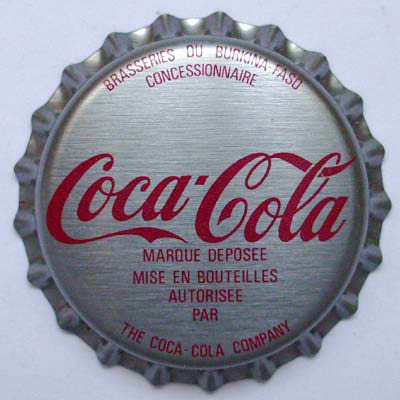 BRASSERIES DU BURKINA-FASO
CONCESSIONNAIRE
Coca-Cola
MARQUE DEPOSEE
MISE EN BOUTEILLES
AUTORISEE
PAR
THE COCA-COLA COMPANY